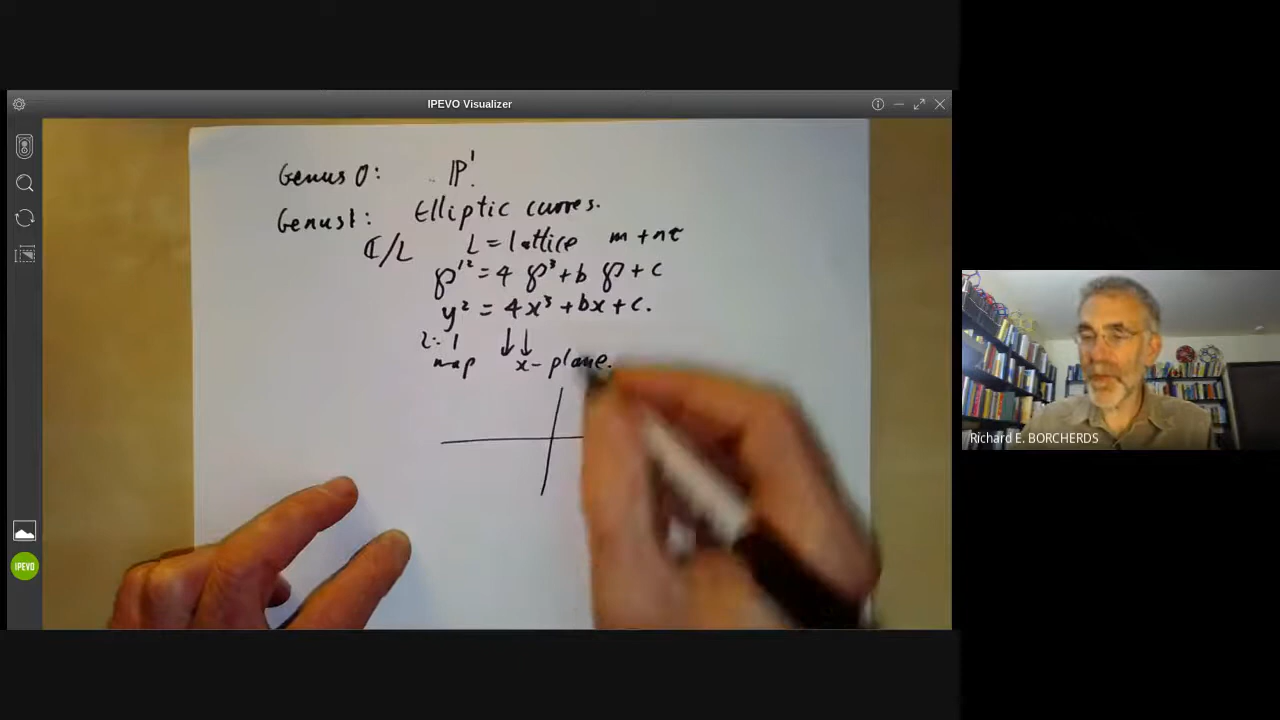 IPEVO Visualizer
Genus 0: ℙ¹.
Genus 1: Elliptic curves.
ℂ/L L = lattice m + nτ
℘'² = 4 ℘³ + b ℘ + c
y² = 4x³ + bx + c.
2:1 ↓↓
map x-plane.
IPEVO
Richard E. BORCHERDS